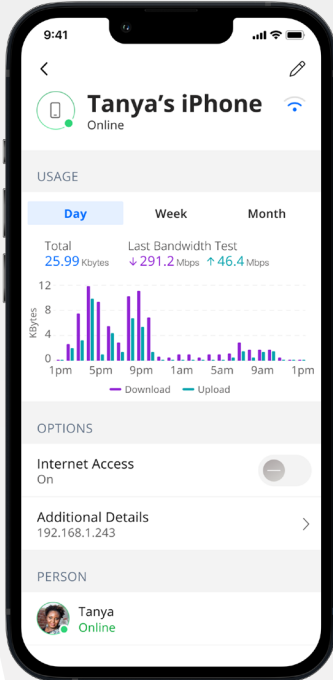 9:41
Tanya's iPhone
Online
USAGE
Day Week Month
Total Last Bandwidth Test
25.99 Kbytes ↓291.2 Mbps ↑46.4 Mbps
12
8
4
0
KBytes
1pm 5pm 9pm 1am 5am 9am 1pm
Download Upload
OPTIONS
Internet Access
On
Additional Details
192.168.1.243
PERSON
Tanya
Online